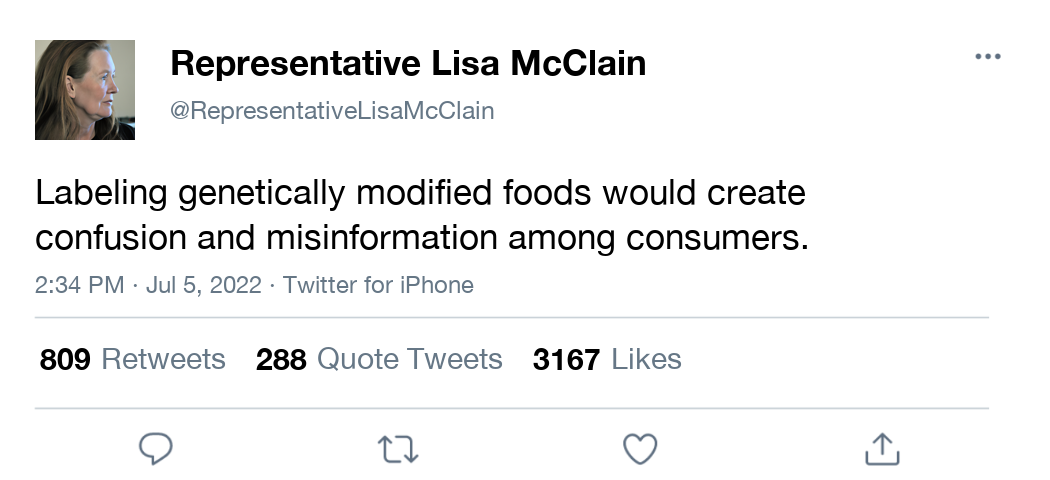 Representative Lisa McClain
@RepresentativeLisaMcClain
Labeling genetically modified foods would create
confusion and misinformation among consumers.
2:34 PM · Jul 5, 2022 · Twitter for iPhone
809 Retweets 288 Quote Tweets 3167 Likes